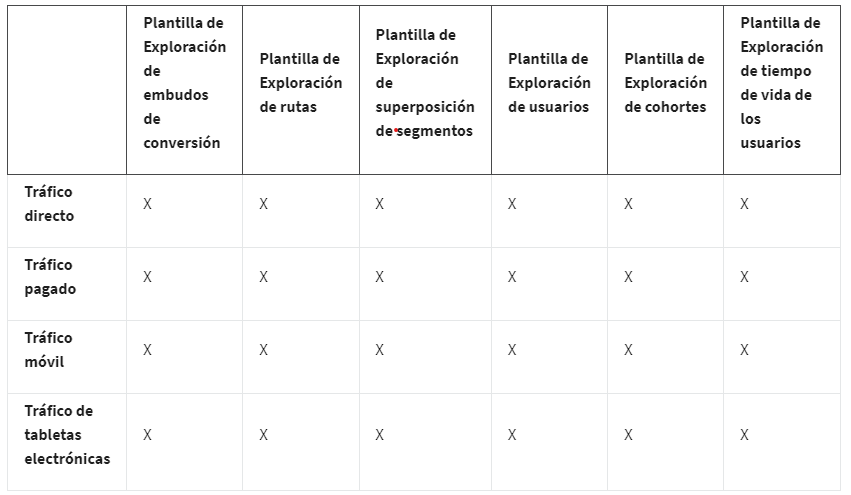 Plantilla de
Exploración
de
embudos
de
conversión
Plantilla de
Exploración
de rutas
Plantilla de
Exploración
de
superposición
de segmentos
Plantilla de
Exploración
de usuarios
Plantilla de
Exploración
de cohortes
Plantilla de
Exploración
de tiempo
de vida de
los
usuarios
Tráfico
directo
X X X X X X
Tráfico
pagado
X X X X X X
Tráfico
móvil
X X X X X X
Tráfico de
tabletas
electrónicas
X X X X X X